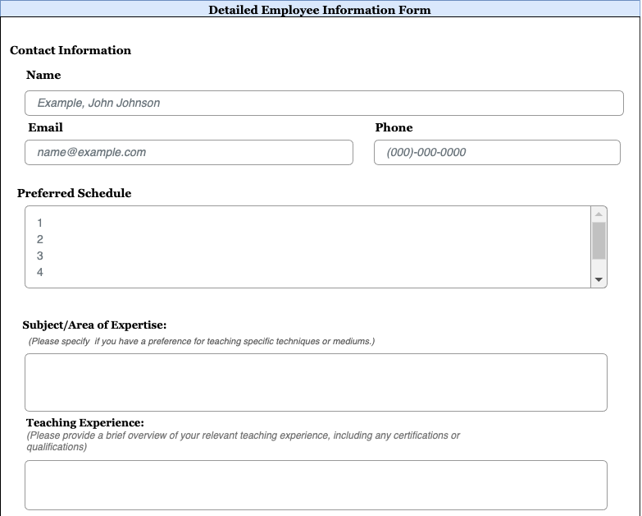 Detailed Employee Information Form
Contact Information
Name
Example, John Johnson
Email
Phone
name@example.com
(000)-000-0000
Preferred Schedule
1
2
3
4
Subject/Area of Expertise:
(Please specify  if you have a preference for teaching specific techniques or mediums.)
Teaching Experience:
(Please provide a brief overview of your relevant teaching experience, including any certifications or
qualifications)